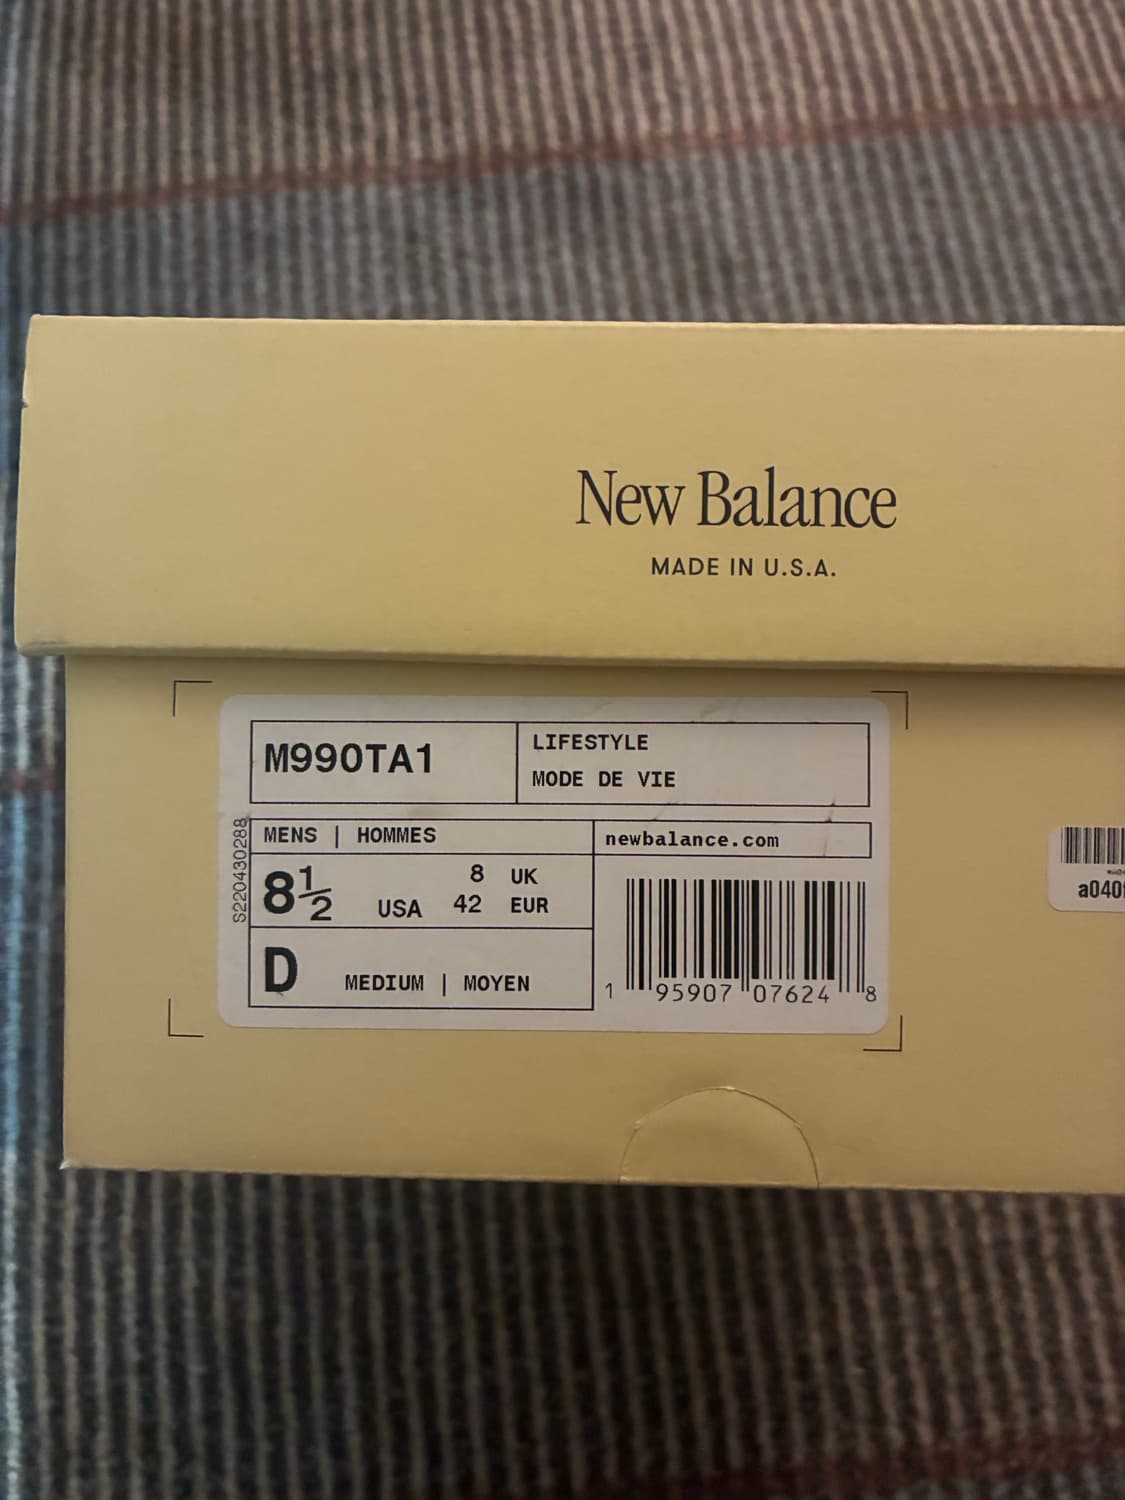 New Balance
MADE IN U.S.A.
M990TA1
LIFESTYLE
MODE DE VIE
S220430288
MENS | HOMMES
8½ USA
8 UK
42 EUR
D MEDIUM | MOYEN
newbalance.com
1 95907 07624 8